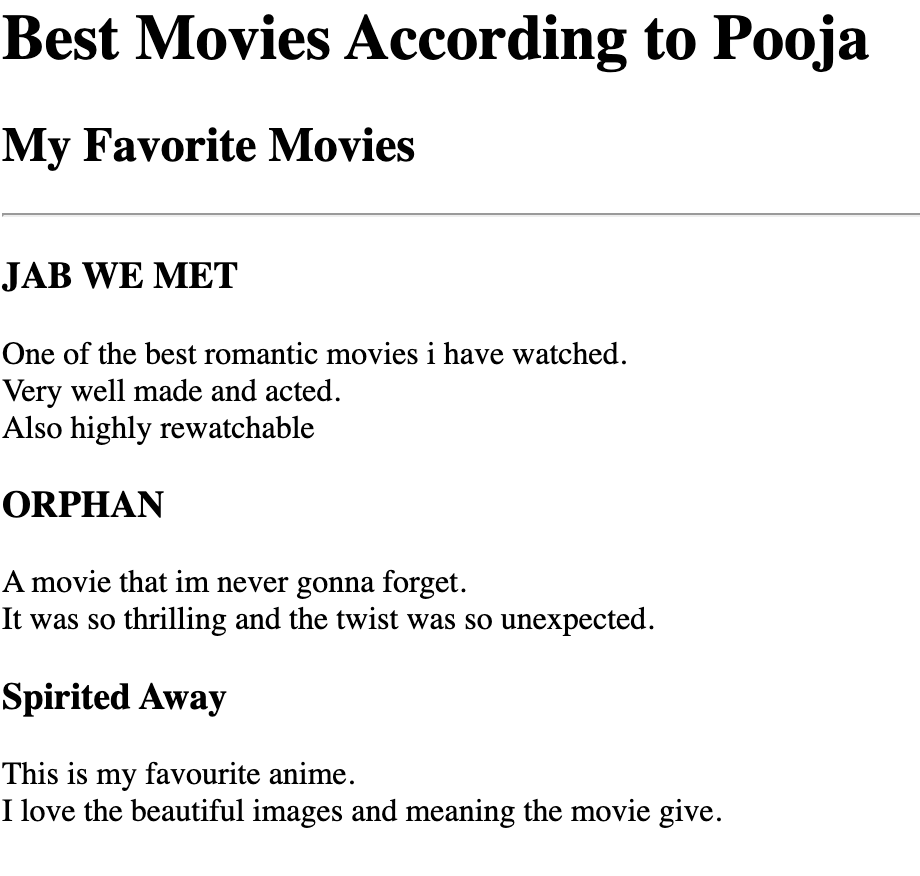 Best Movies According to Pooja
My Favorite Movies
JAB WE MET
One of the best romantic movies i have watched.
Very well made and acted.
Also highly rewatchable
ORPHAN
A movie that im never gonna forget.
It was so thrilling and the twist was so unexpected.
Spirited Away
This is my favourite anime.
I love the beautiful images and meaning the movie give.